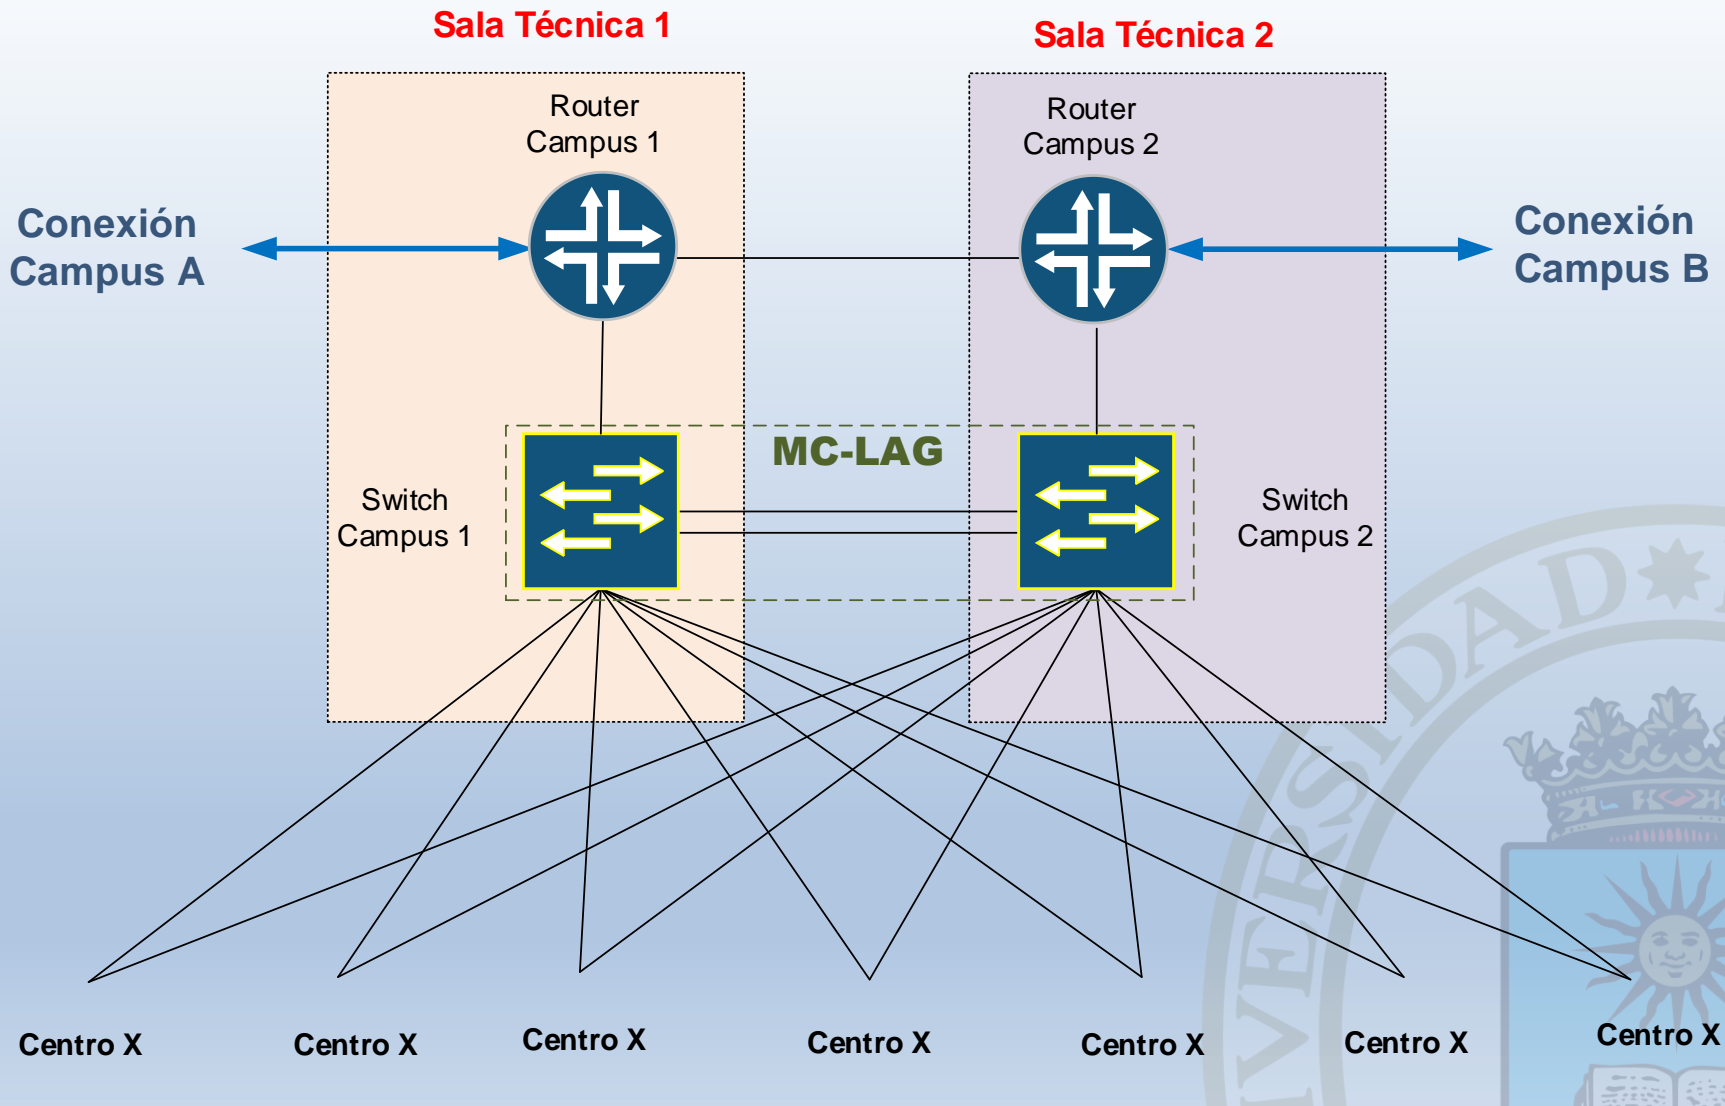 Sala Técnica 1
Sala Técnica 2
Router
Campus 1
Router
Campus 2
Conexión
Campus A
Conexión
Campus B
MC-LAG
Switch
Campus 1
Switch
Campus 2
Centro X
Centro X
Centro X
Centro X
Centro X
Centro X
Centro X
VERSIDAD